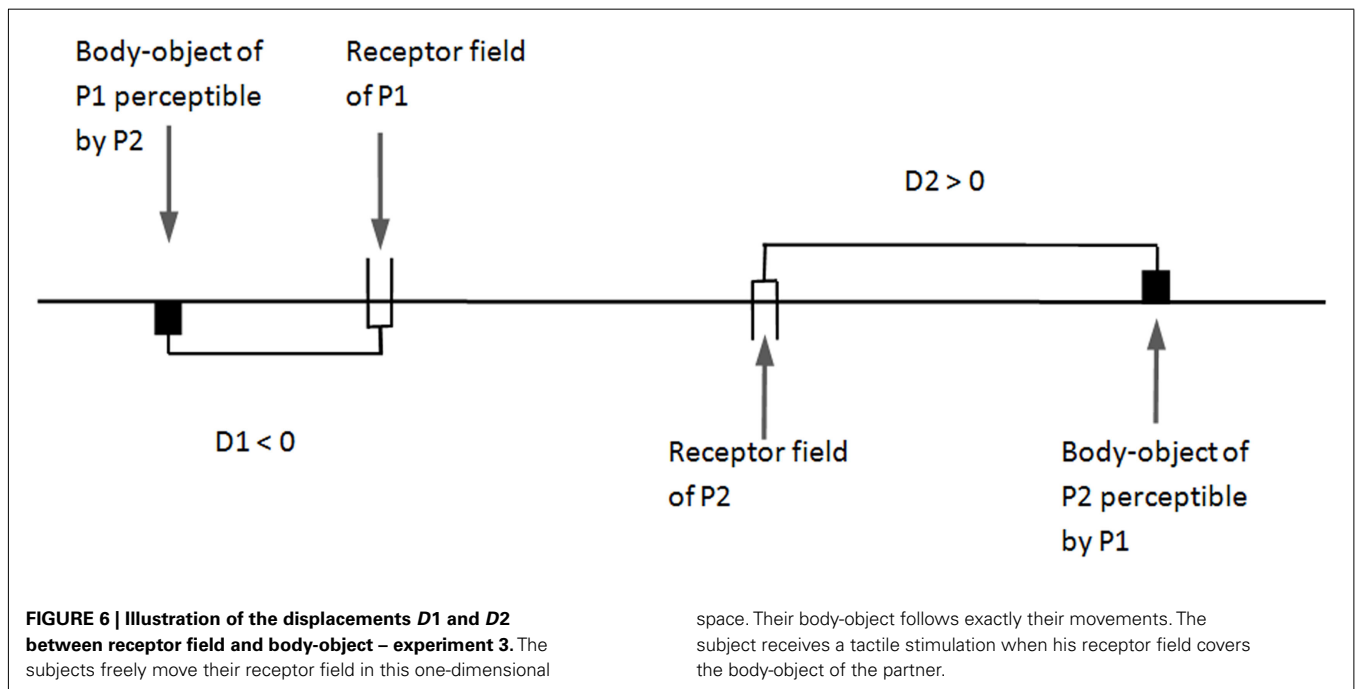 Body-object of
P1 perceptible
by P2
Receptor field
of P1
D2 > 0
D1 < 0
Receptor field
of P2
Body-object of
P2 perceptible
by P1
FIGURE 6 | Illustration of the displacements D1 and D2
between receptor field and body-object – experiment 3. The
subjects freely move their receptor field in this one-dimensional
space. Their body-object follows exactly their movements. The
subject receives a tactile stimulation when his receptor field covers
the body-object of the partner.